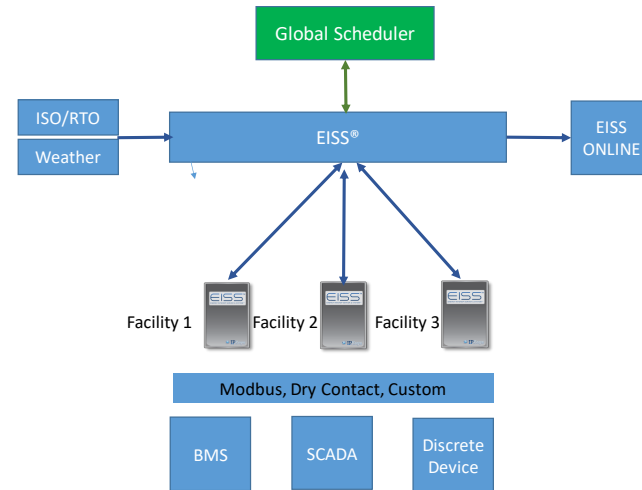 Global Scheduler
ISO/RTO
Weather
EISS®
EISS
ONLINE
EISS
EISS
EISS
Facility 1
Facility 2
Facility 3
Modbus, Dry Contact, Custom
BMS
SCADA
Discrete
Device